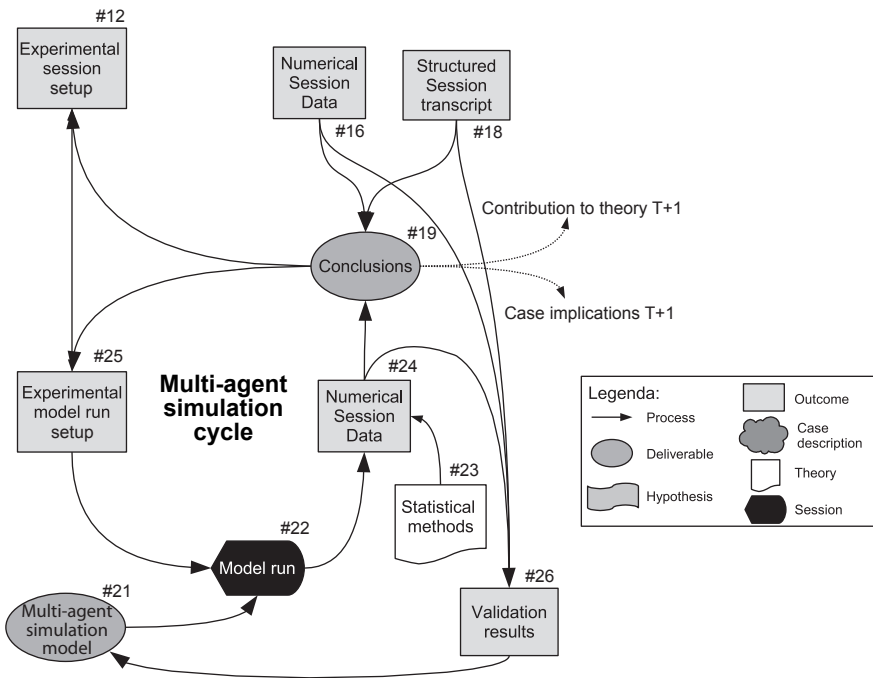 #12
Experimental
session
setup
Numerical
Session
Data
#16
Structured
Session
transcript
#18
Contribution to theory T+1
#19
Conclusions
Case implications T+1
#25
Experimental
model run
setup
Multi-agent
simulation
cycle
#24
Numerical
Session
Data
#23
Statistical
methods
#22
Model run
#21
Multi-agent
simulation
model
#26
Validation
results
Legenda:
Process
Deliverable
Hypothesis
Outcome
Case
description
Theory
Session